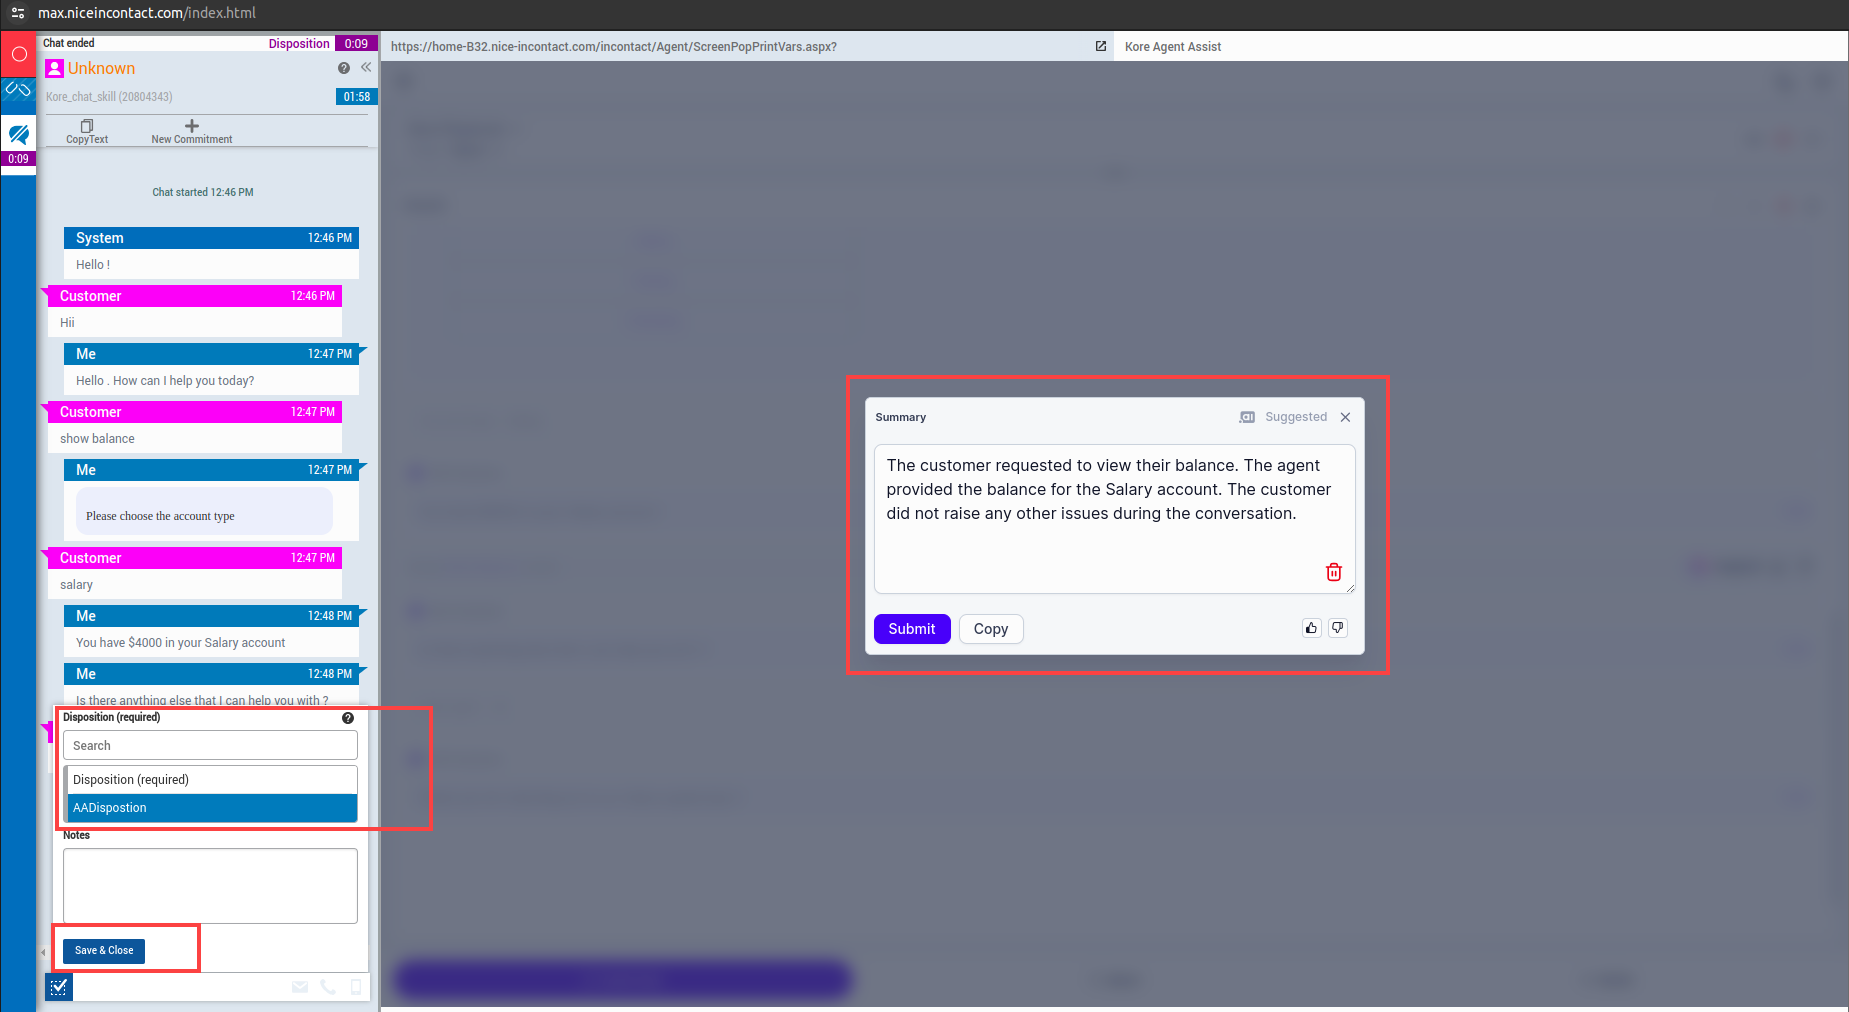 max.niceincontact.com/index.html
Chat ended
Disposition 0:09
Unknown
Kore_chat_skill (20804343)
01:58
CopyText
New Commitment
0:09
Chat started 12:46 PM
System 12:46 PM
Hello !
Customer 12:46 PM
Hii
Me 12:47 PM
Hello . How can I help you today?
Customer 12:47 PM
show balance
Me 12:47 PM
Please choose the account type
Customer 12:47 PM
salary
Me 12:48 PM
You have $4000 in your Salary account
Me 12:48 PM
Is there anything else that I can help you with ?
Disposition (required)
Search
Disposition (required)
AADispostion
Notes
Save & Close
https://home-B32.nice-incontact.com/incontact/Agent/ScreenPopPrintVars.aspx?
Kore Agent Assist
Summary
.ai Suggested
The customer requested to view their balance. The agent
provided the balance for the Salary account. The customer
did not raise any other issues during the conversation.
Submit
Copy